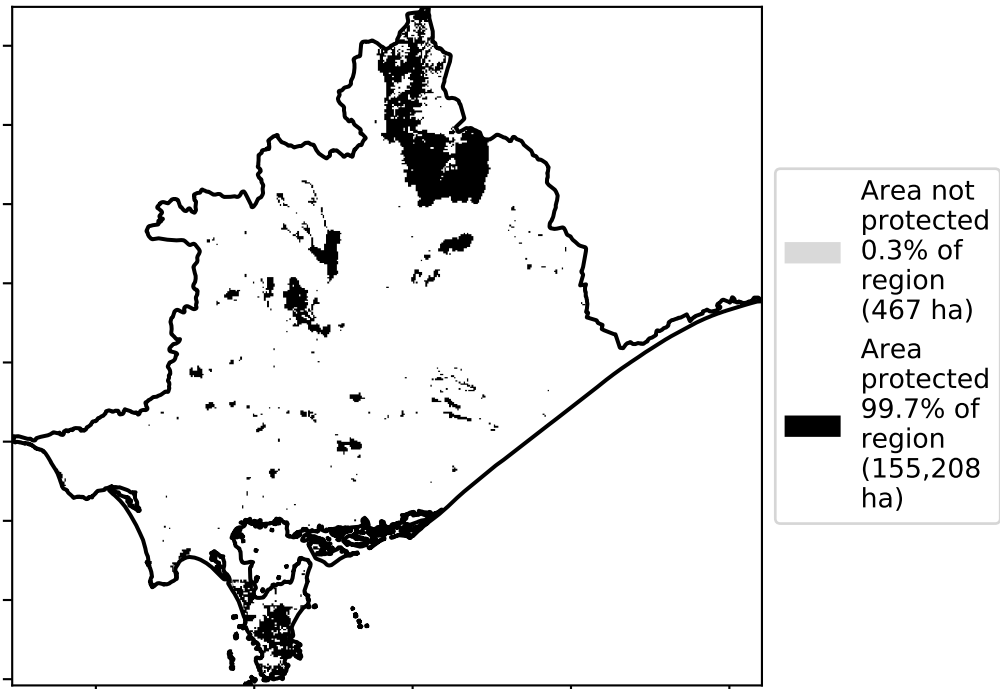 Area not
protected
0.3% of
region
(467 ha)
Area
protected
99.7% of
region
(155,208
ha)